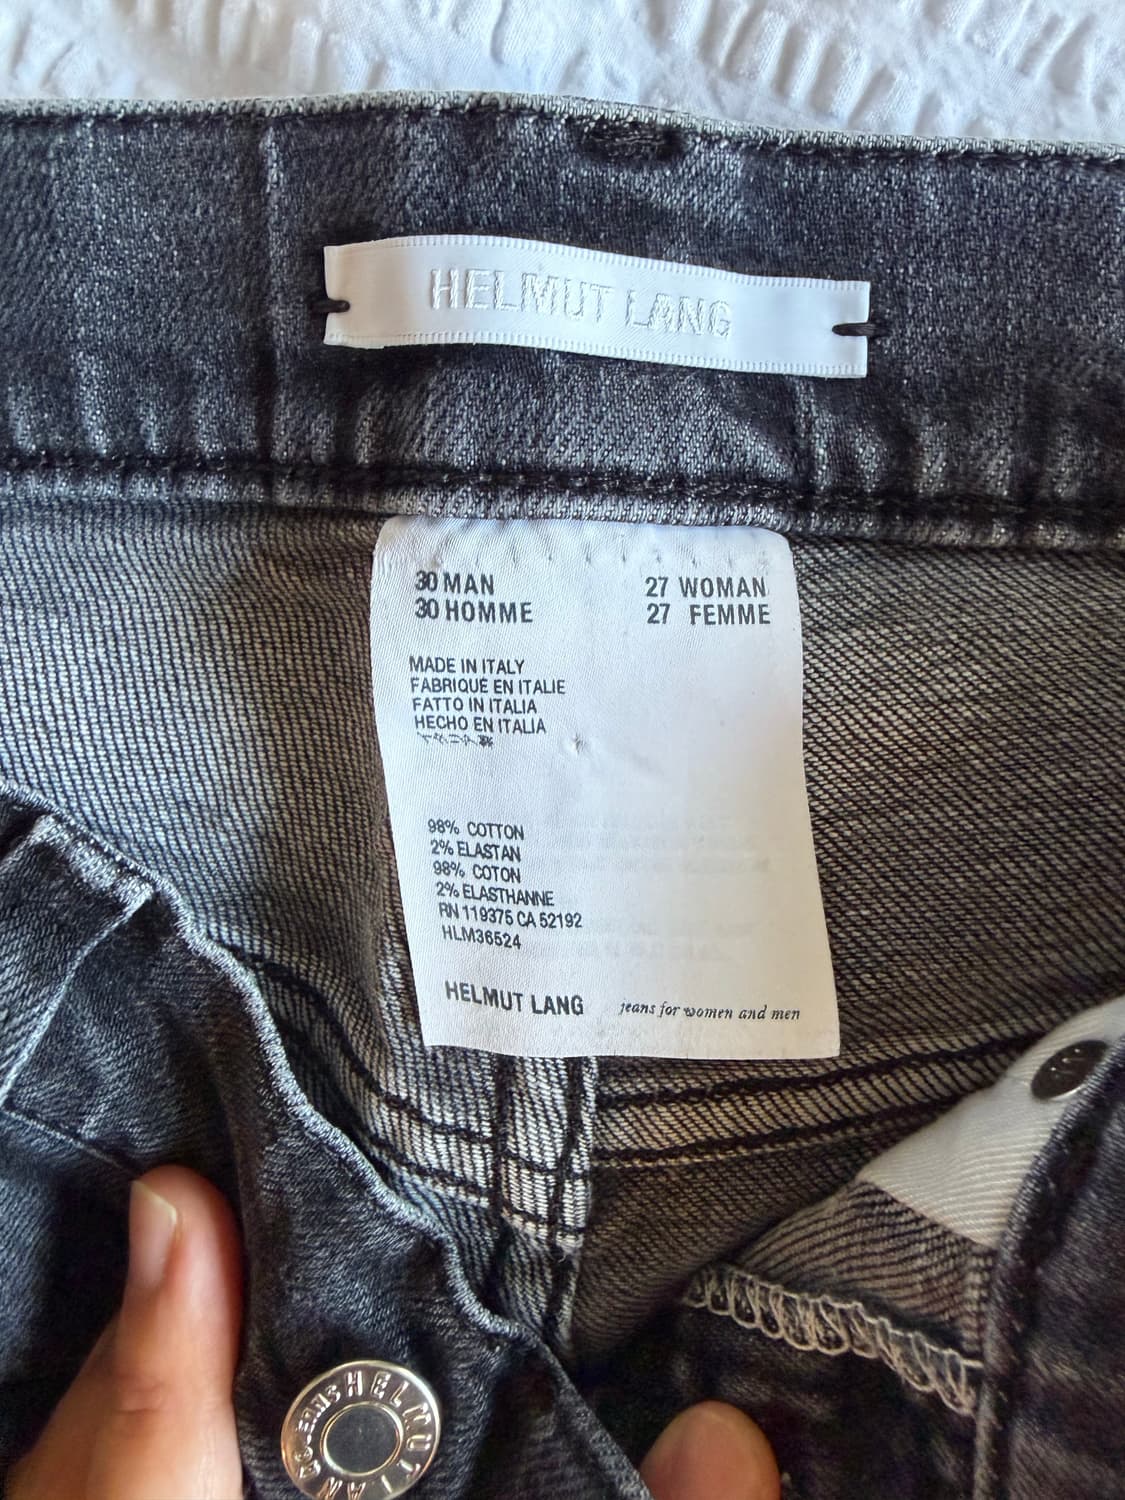 HELMUT LANG
30 MAN 27 WOMAN
30 HOMME 27 FEMME
MADE IN ITALY
FABRIQUÉ EN ITALIE
FATTO IN ITALIA
HECHO EN ITALIA
98% COTTON
2% ELASTAN
98% COTON
2% ELASTHANNE
RN 119375 CA 52192
HLM36524
HELMUT LANG jeans for women and men
HELMUT LANG JEANS